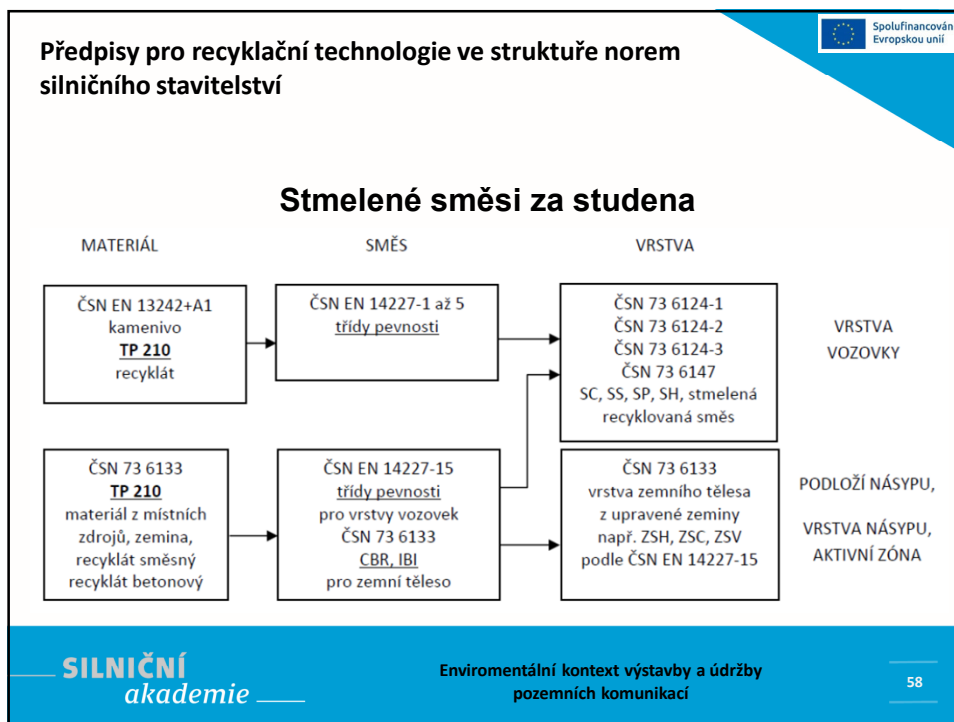 Spolufinancován
Evropskou unií
Předpisy pro recyklační technologie ve struktuře norem
silničního stavitelství
Stmelené směsi za studena
MATERIÁL
SMĚS
VRSTVA
ČSN EN 13242+A1
kamenivo
TP 210
recyklát
ČSN EN 14227-1 až 5
třídy pevnosti
ČSN 73 6124-1
ČSN 73 6124-2
ČSN 73 6124-3
ČSN 73 6147
SC, SS, SP, SH, stmelená
recyklovaná směs
VRSTVA
VOZOVKY
ČSN 73 6133
TP 210
materiál z místních
zdrojů, zemina,
recyklát směsný
recyklát betonový
ČSN EN 14227-15
třídy pevnosti
pro vrstvy vozovek
ČSN 73 6133
CBR, IBI
pro zemní těleso
ČSN 73 6133
vrstva zemního tělesa
z upravené zeminy
např. ZSH, ZSC, ZSV
podle ČSN EN 14227-15
PODLOŽÍ NÁSYPU,
VRSTVA NÁSYPU,
AKTIVNÍ ZÓNA
SILNIČNÍ
akademie
Enviromentální kontext výstavby a údržby
pozemních komunikací
58